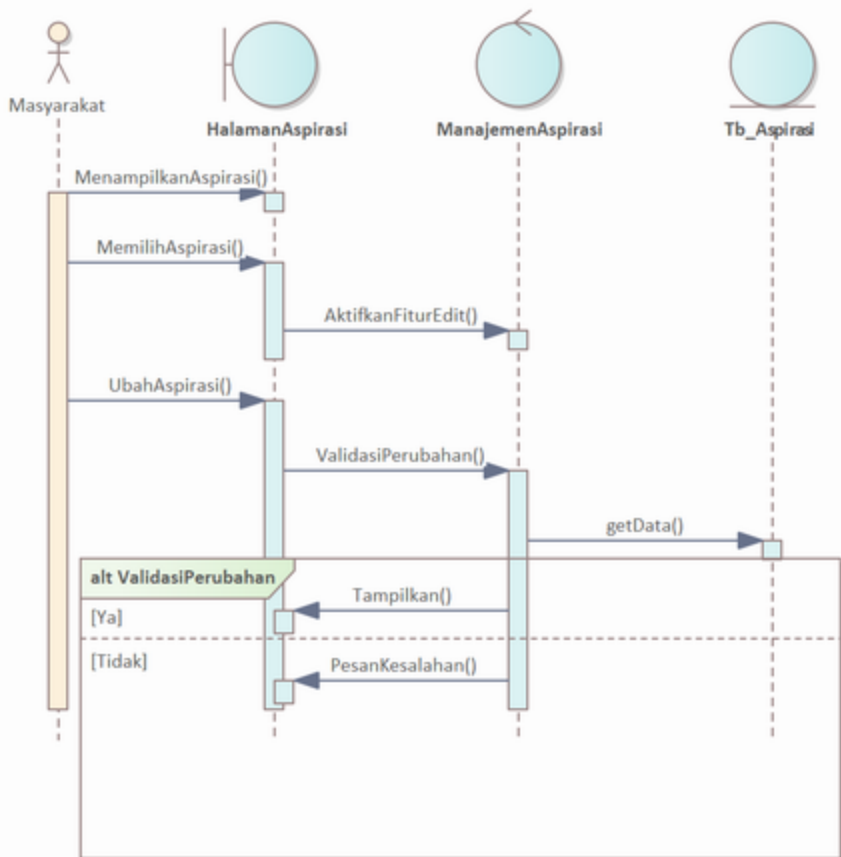 Masyarakat
HalamanAspirasi
ManajemenAspirasi
Tb_Aspirasi
MenampilkanAspirasi()
MemilihAspirasi()
AktifkanFiturEdit()
UbahAspirasi()
ValidasiPerubahan()
getData()
alt ValidasiPerubahan
Tampilkan()
[Ya]
[Tidak]
PesanKesalahan()